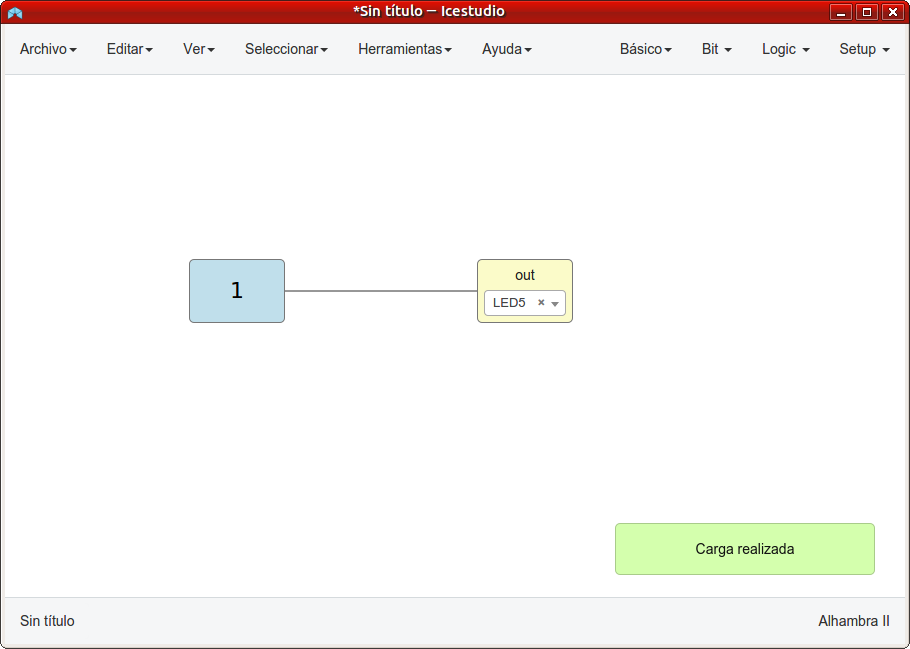 *Sin título – Icestudio
Archivo Editar Ver Seleccionar Herramientas Ayuda Básico Bit Logic Setup
1
out
LED5
Carga realizada
Sin título Alhambra II